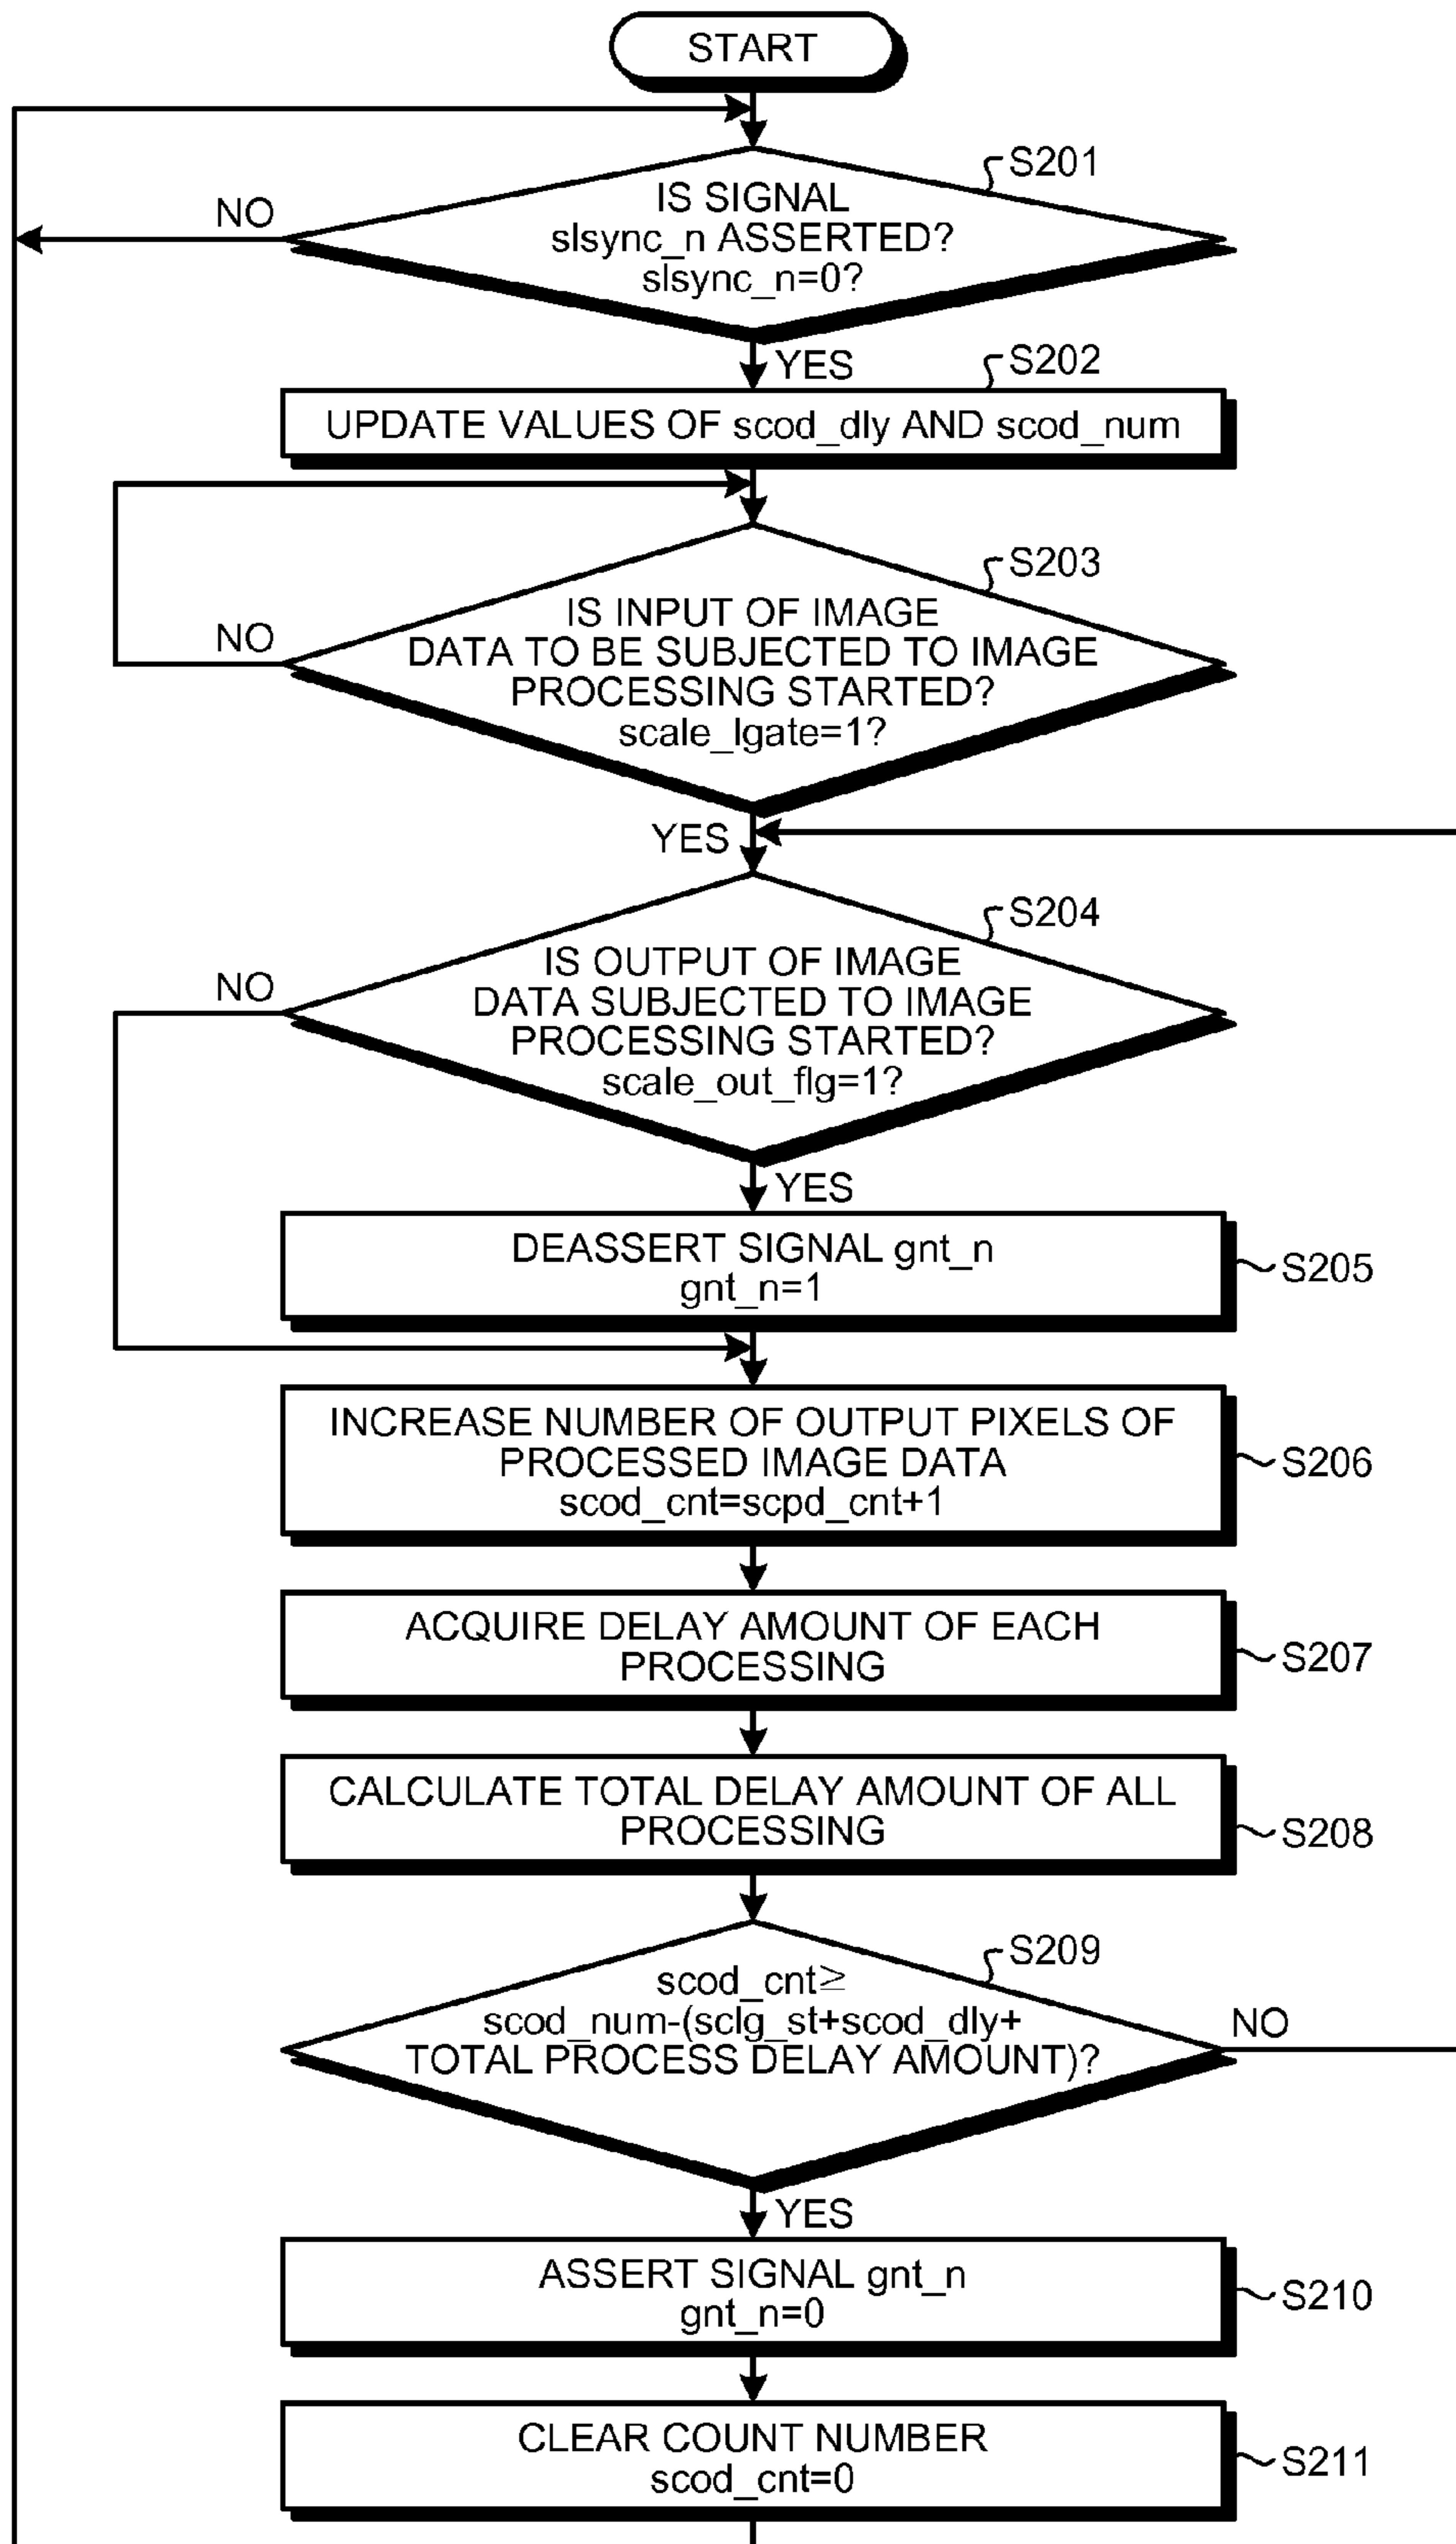 START
S201
IS SIGNAL
slsync_n ASSERTED?
slsync_n=0?
NO
YES
S202
UPDATE VALUES OF scod_dly AND scod_num
S203
IS INPUT OF IMAGE
DATA TO BE SUBJECTED TO IMAGE
PROCESSING STARTED?
scale_lgate=1?
NO
YES
S204
IS OUTPUT OF IMAGE
DATA SUBJECTED TO IMAGE
PROCESSING STARTED?
scale_out_flg=1?
NO
YES
DEASSERT SIGNAL gnt_n
gnt_n=1
S205
INCREASE NUMBER OF OUTPUT PIXELS OF
PROCESSED IMAGE DATA
scod_cnt=scpd_cnt+1
S206
ACQUIRE DELAY AMOUNT OF EACH
PROCESSING
S207
CALCULATE TOTAL DELAY AMOUNT OF ALL
PROCESSING
S208
S209
scod_cnt≥
scod_num-(sclg_st+scod_dly+
TOTAL PROCESS DELAY AMOUNT)?
NO
YES
ASSERT SIGNAL gnt_n
gnt_n=0
S210
CLEAR COUNT NUMBER
scod_cnt=0
S211